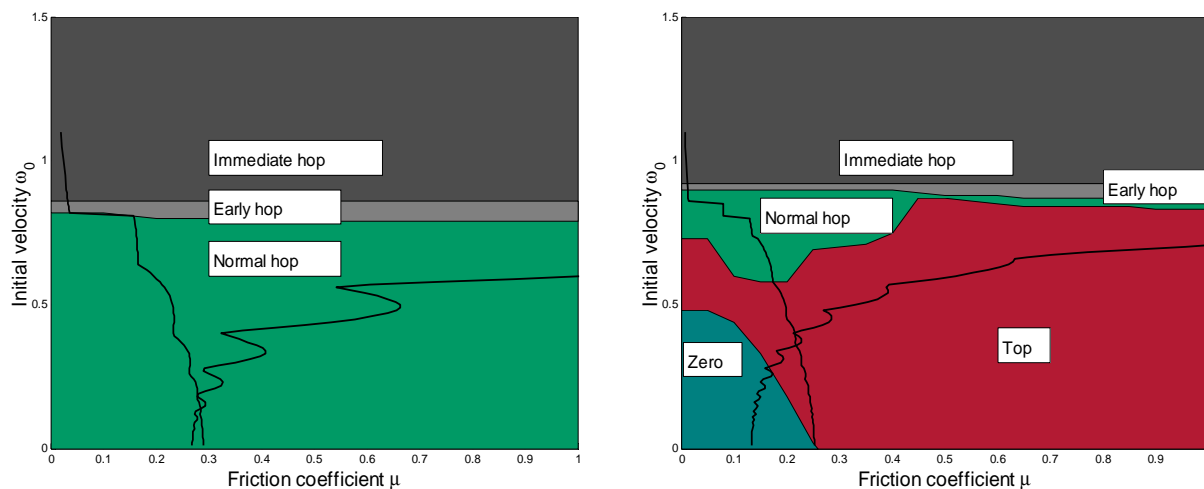 1.5
1
0.5
0
Initial velocity ω0
Immediate hop
Early hop
Normal hop
0 0.1 0.2 0.3 0.4 0.5 0.6 0.7 0.8 0.9 1
Friction coefficient μ
1.5
1
0.5
0
Initial velocity ω0
Immediate hop
Early hop
Normal hop
Top
Zero
0 0.1 0.2 0.3 0.4 0.5 0.6 0.7 0.8 0.9
Friction coefficient μ